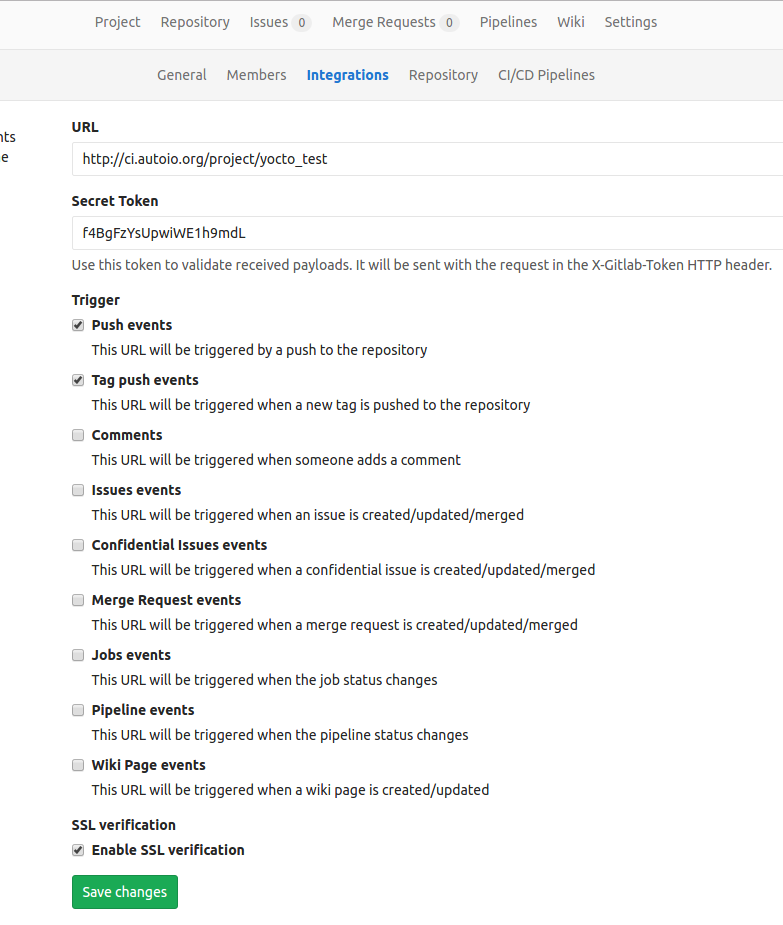 Project Repository Issues 0 Merge Requests 0 Pipelines Wiki Settings
General Members Integrations Repository CI/CD Pipelines
URL
http://ci.autoio.org/project/yocto_test
Secret Token
f4BgFzYsUpwiWE1h9mdL
Use this token to validate received payloads. It will be sent with the request in the X-Gitlab-Token HTTP header.
Trigger
Push events
This URL will be triggered by a push to the repository
Tag push events
This URL will be triggered when a new tag is pushed to the repository
Comments
This URL will be triggered when someone adds a comment
Issues events
This URL will be triggered when an issue is created/updated/merged
Confidential Issues events
This URL will be triggered when a confidential issue is created/updated/merged
Merge Request events
This URL will be triggered when a merge request is created/updated/merged
Jobs events
This URL will be triggered when the job status changes
Pipeline events
This URL will be triggered when the pipeline status changes
Wiki Page events
This URL will be triggered when a wiki page is created/updated
SSL verification
Enable SSL verification
Save changes